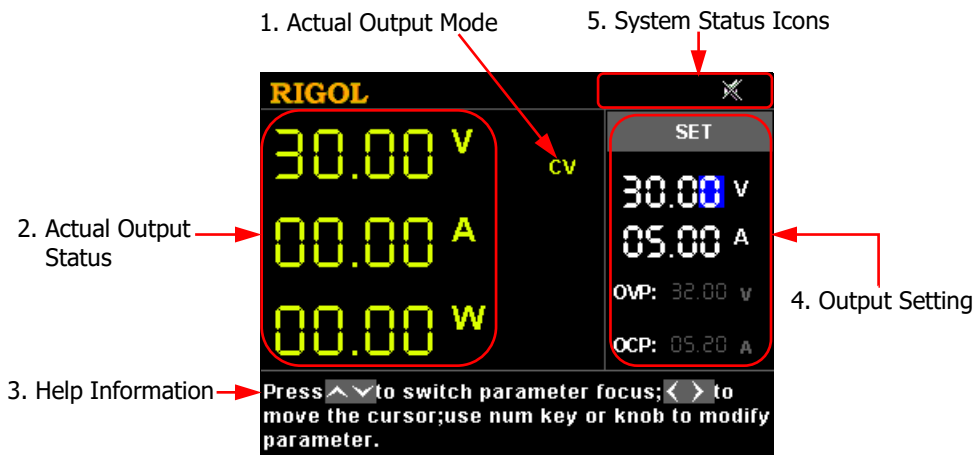 1. Actual Output Mode
5. System Status Icons
RIGOL
SET
30.00 V
CV
30.00 V
2. Actual Output
Status
00.00 A
05.00 A
OVP: 32.00 V
4. Output Setting
00.00 W
OCP: 05.20 A
3. Help Information
Press to switch parameter focus; to
move the cursor;use num key or knob to modify
parameter.